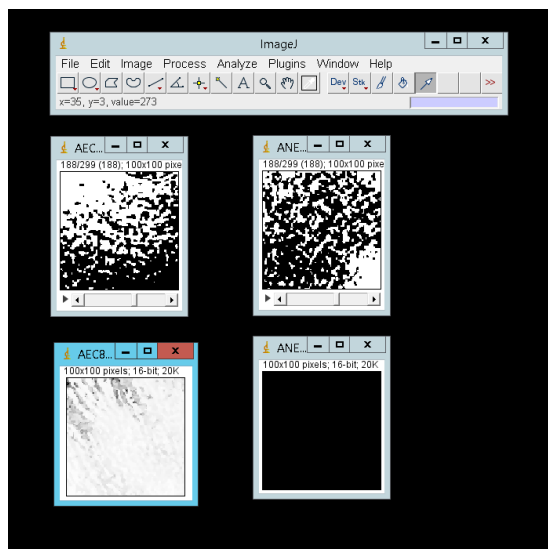 ImageJ
File Edit Image Process Analyze Plugins Window Help
A Dev Stk >>
x=35, y=3, value=273
AEC...
188/299 (188); 100x100 pixe
ANE...
188/299 (188); 100x100 pixe
AECB...
100x100 pixels; 16-bit; 20K
ANE...
100x100 pixels; 16-bit; 20K